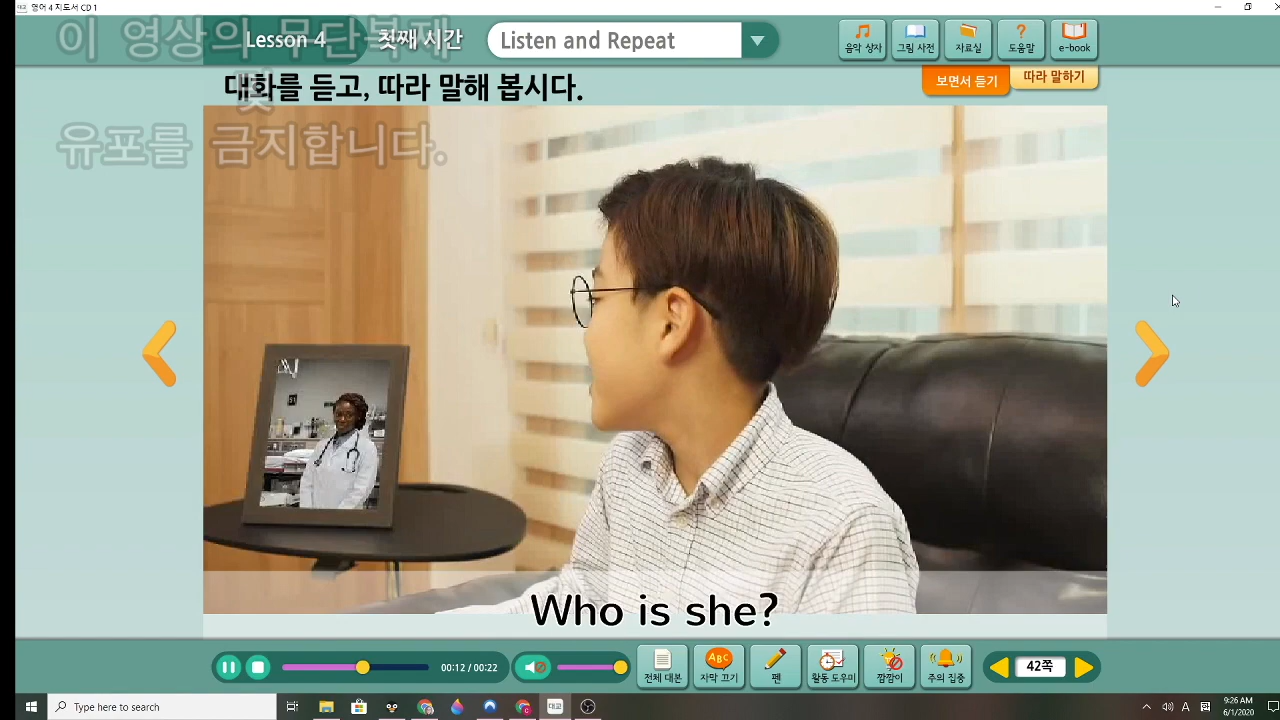 대교 영어 4 지도서 CD 1
Lesson 4
첫째 시간
Listen and Repeat
음악 상자
그림 사전
자료실
도움말
e-book
이 영상의 무단복제
및
유포를 금지합니다.
대화를 듣고, 따라 말해 봅시다.
보면서 듣기
따라 말하기
Who is she?
00:12 / 00:22
전체 대본
ABC
자막 끄기
펜
활동 도우미
깜깜이
주의 집중
42쪽
Type here to search
대교
A
9:26 AM
6/1/2020